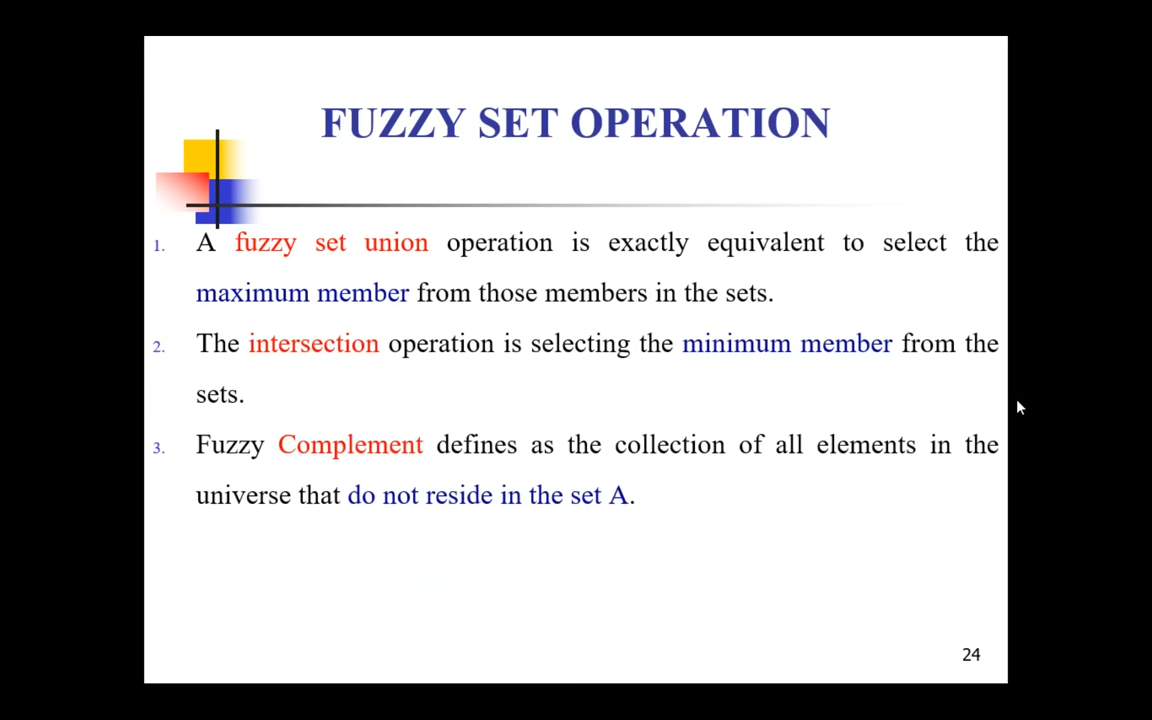 FUZZY SET OPERATION
1. A fuzzy set union operation is exactly equivalent to select the
maximum member from those members in the sets.
2. The intersection operation is selecting the minimum member from the
sets.
3. Fuzzy Complement defines as the collection of all elements in the
universe that do not reside in the set A.
24